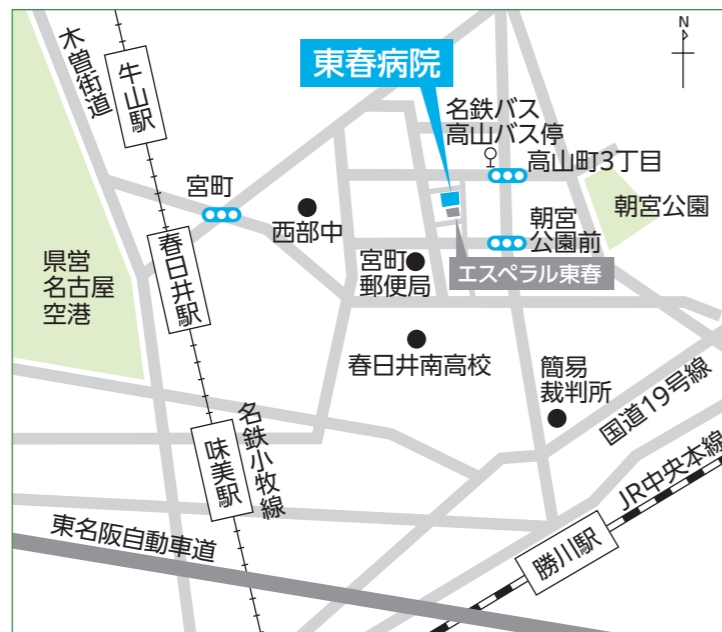 N
木曽街道
牛山駅
東春病院
名鉄バス
高山バス停
高山町3丁目
宮町
西部中
朝宮公園
朝宮
公園前
県営
名古屋
空港
春日井駅
宮町
郵便局
エスペラル東春
春日井南高校
簡易
裁判所
国道19号線
味美駅
名鉄小牧線
JR中央本線
東名阪自動車道
勝川駅